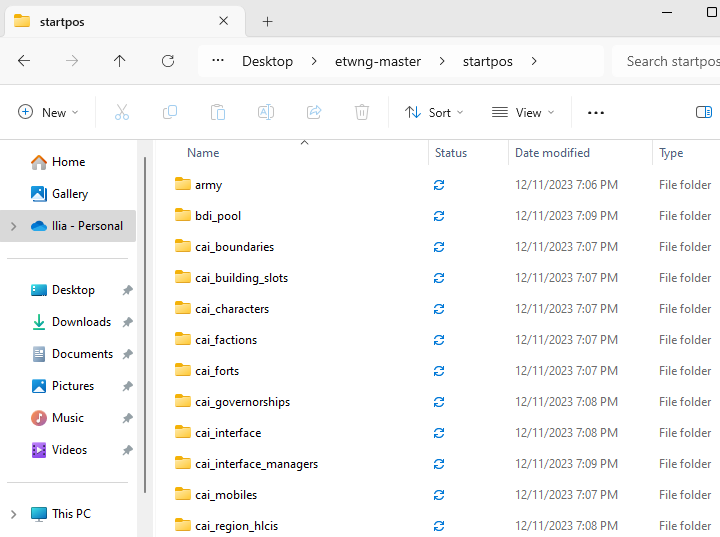 startpos
Desktop etwng-master startpos Search startpos
New Sort View
Name Status Date modified Type
Home
Gallery
Ilia - Personal
Desktop
Downloads
Documents
Pictures
Music
Videos
This PC
army 12/11/2023 7:06 PM File folder
bdi_pool 12/11/2023 7:09 PM File folder
cai_boundaries 12/11/2023 7:07 PM File folder
cai_building_slots 12/11/2023 7:07 PM File folder
cai_characters 12/11/2023 7:07 PM File folder
cai_factions 12/11/2023 7:07 PM File folder
cai_forts 12/11/2023 7:07 PM File folder
cai_governorships 12/11/2023 7:08 PM File folder
cai_interface 12/11/2023 7:08 PM File folder
cai_interface_managers 12/11/2023 7:09 PM File folder
cai_mobiles 12/11/2023 7:07 PM File folder
cai_region_hlcis 12/11/2023 7:08 PM File folder